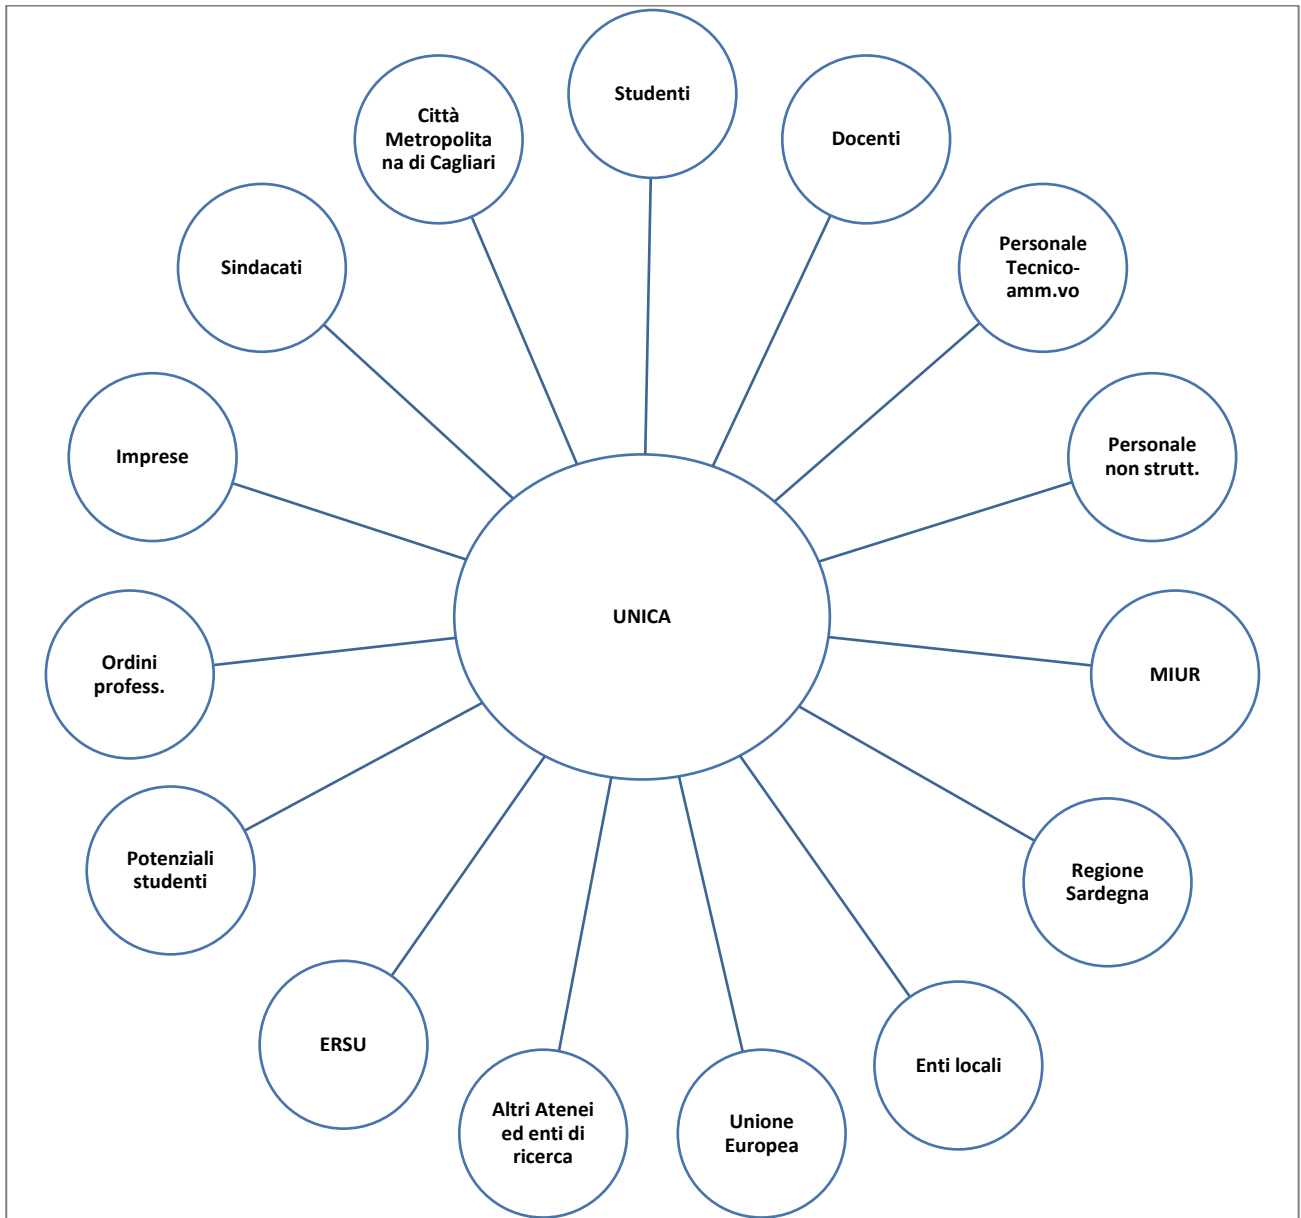 Studenti
Docenti
Personale
Tecnico-
amm.vo
Personale
non strutt.
MIUR
Regione
Sardegna
Enti locali
Unione
Europea
Altri Atenei
ed enti di
ricerca
ERSU
Potenziali
studenti
Ordini
profess.
Imprese
Sindacati
Città
Metropolita
na di Cagliari
UNICA